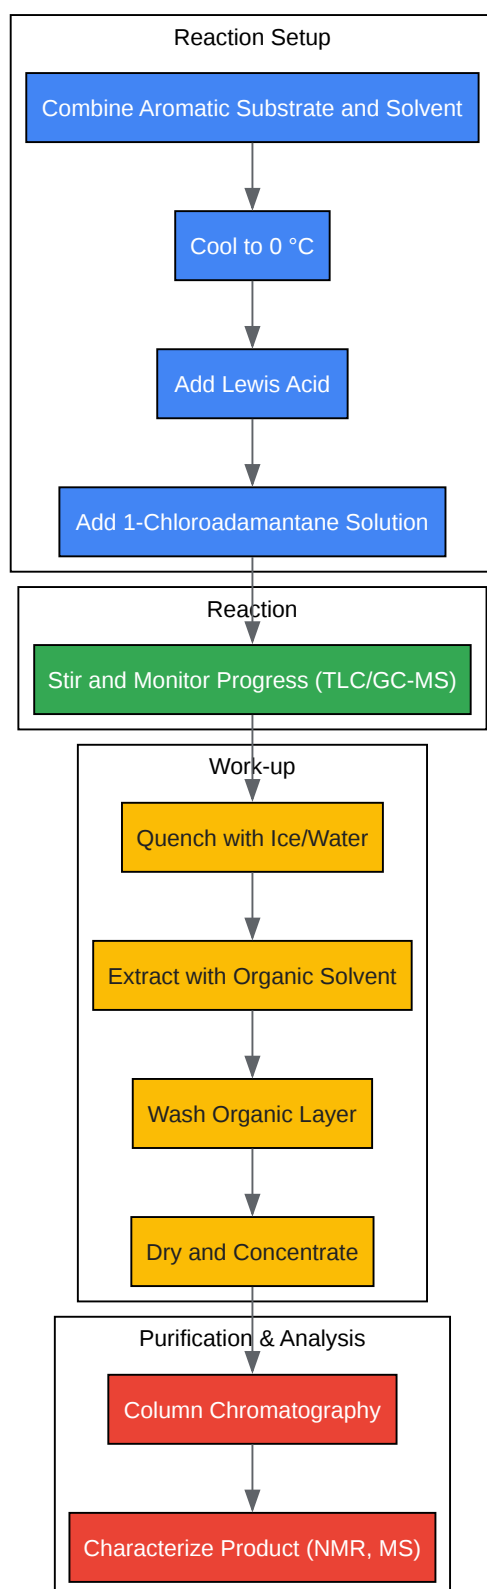 Reaction Setup
Combine Aromatic Substrate and Solvent
Cool to 0 °C
Add Lewis Acid
Add 1-Chloroadamantane Solution
Reaction
Stir and Monitor Progress (TLC/GC-MS)
Work-up
Quench with Ice/Water
Extract with Organic Solvent
Wash Organic Layer
Dry and Concentrate
Purification & Analysis
Column Chromatography
Characterize Product (NMR, MS)